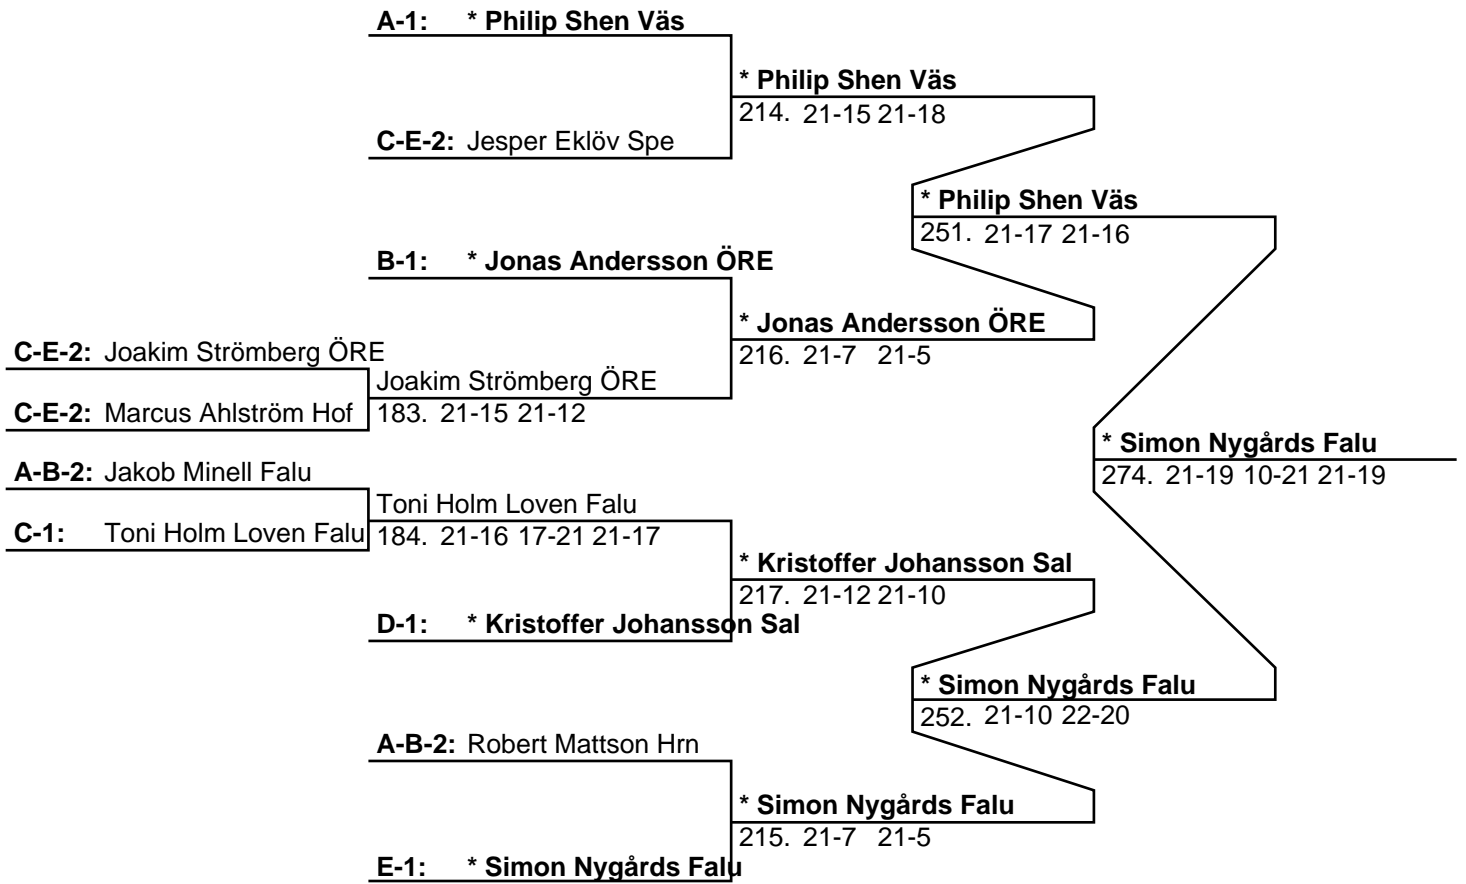 A-1: * Philip Shen Väs
* Philip Shen Väs
214. 21-15 21-18
C-E-2: Jesper Eklöv Spe
* Philip Shen Väs
251. 21-17 21-16
B-1: * Jonas Andersson ÖRE
* Jonas Andersson ÖRE
216. 21-7 21-5
C-E-2: Joakim Strömberg ÖRE
Joakim Strömberg ÖRE
183. 21-15 21-12
C-E-2: Marcus Ahlström Hof
* Simon Nygårds Falu
274. 21-19 10-21 21-19
A-B-2: Jakob Minell Falu
Toni Holm Loven Falu
184. 21-16 17-21 21-17
C-1: Toni Holm Loven Falu
* Kristoffer Johansson Sal
217. 21-12 21-10
D-1: * Kristoffer Johansson Sal
* Simon Nygårds Falu
252. 21-10 22-20
A-B-2: Robert Mattson Hrn
* Simon Nygårds Falu
215. 21-7 21-5
E-1: * Simon Nygårds Falu